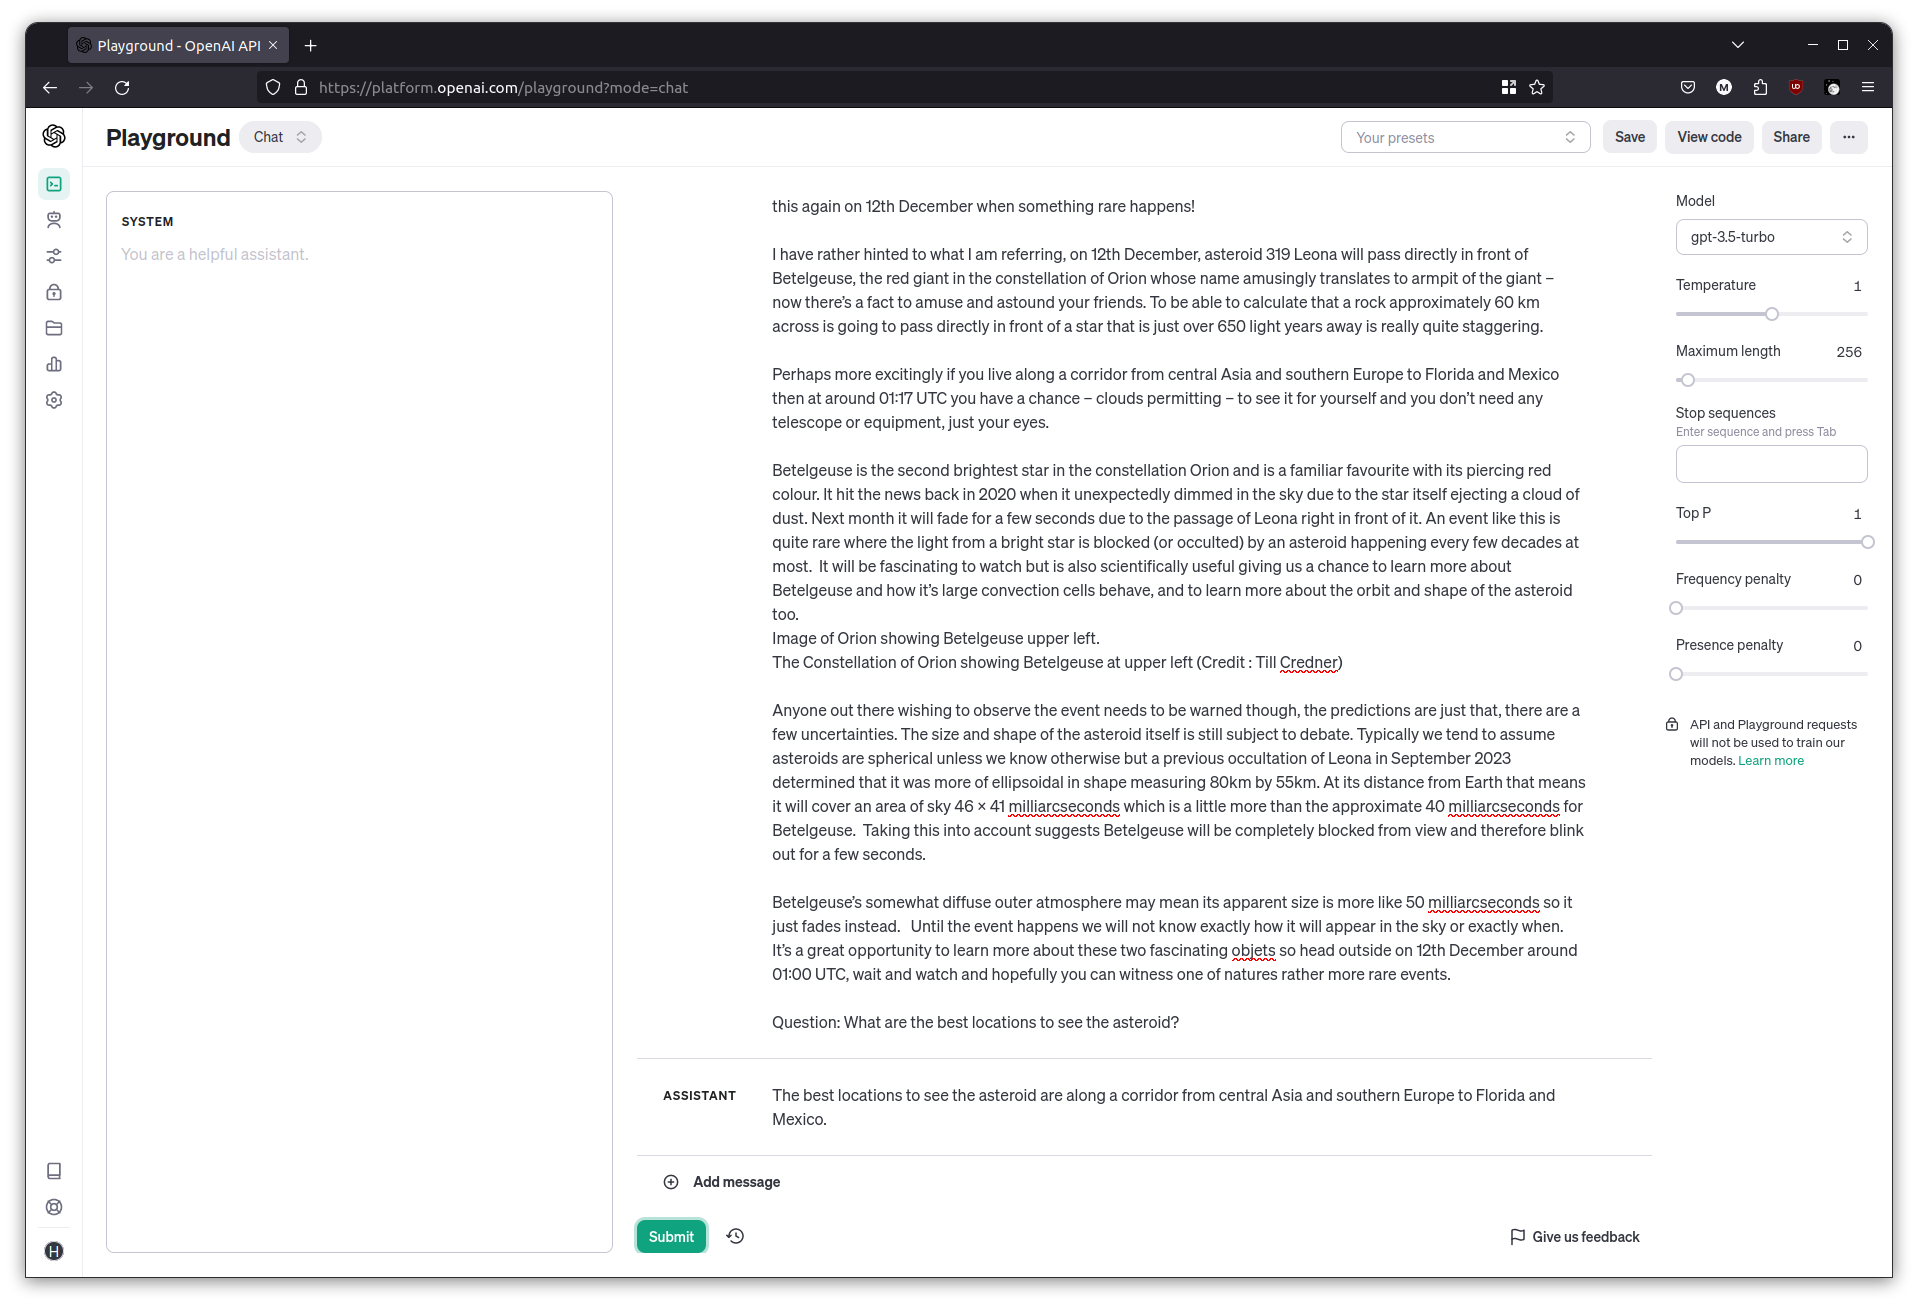 Playground - OpenAI API
https://platform.openai.com/playground?mode=chat
Playground
Chat
Your presets
Save
View code
Share
SYSTEM
You are a helpful assistant.
this again on 12th December when something rare happens!
I have rather hinted to what I am referring, on 12th December, asteroid 319 Leona will pass directly in front of
Betelgeuse, the red giant in the constellation of Orion whose name amusingly translates to armpit of the giant –
now there’s a fact to amuse and astound your friends. To be able to calculate that a rock approximately 60 km
across is going to pass directly in front of a star that is just over 650 light years away is really quite staggering.
Perhaps more excitingly if you live along a corridor from central Asia and southern Europe to Florida and Mexico
then at around 01:17 UTC you have a chance – clouds permitting – to see it for yourself and you don’t need any
telescope or equipment, just your eyes.
Betelgeuse is the second brightest star in the constellation Orion and is a familiar favourite with its piercing red
colour. It hit the news back in 2020 when it unexpectedly dimmed in the sky due to the star itself ejecting a cloud of
dust. Next month it will fade for a few seconds due to the passage of Leona right in front of it. An event like this is
quite rare where the light from a bright star is blocked (or occulted) by an asteroid happening every few decades at
most.  It will be fascinating to watch but is also scientifically useful giving us a chance to learn more about
Betelgeuse and how it’s large convection cells behave, and to learn more about the orbit and shape of the asteroid
too.
Image of Orion showing Betelgeuse upper left.
The Constellation of Orion showing Betelgeuse at upper left (Credit : Till Credner)
Anyone out there wishing to observe the event needs to be warned though, the predictions are just that, there are a
few uncertainties. The size and shape of the asteroid itself is still subject to debate. Typically we tend to assume
asteroids are spherical unless we know otherwise but a previous occultation of Leona in September 2023
determined that it was more of ellipsoidal in shape measuring 80km by 55km. At its distance from Earth that means
it will cover an area of sky 46 × 41 milliarcseconds which is a little more than the approximate 40 milliarcseconds for
Betelgeuse.  Taking this into account suggests Betelgeuse will be completely blocked from view and therefore blink
out for a few seconds.
Betelgeuse’s somewhat diffuse outer atmosphere may mean its apparent size is more like 50 milliarcseconds so it
just fades instead.   Until the event happens we will not know exactly how it will appear in the sky or exactly when.
It’s a great opportunity to learn more about these two fascinating objets so head outside on 12th December around
01:00 UTC, wait and watch and hopefully you can witness one of natures rather more rare events.
Question: What are the best locations to see the asteroid?
ASSISTANT
The best locations to see the asteroid are along a corridor from central Asia and southern Europe to Florida and
Mexico.
Add message
Submit
Give us feedback
Model
gpt-3.5-turbo
Temperature 1
Maximum length 256
Stop sequences
Enter sequence and press Tab
Top P 1
Frequency penalty 0
Presence penalty 0
API and Playground requests
will not be used to train our
models. Learn more
H